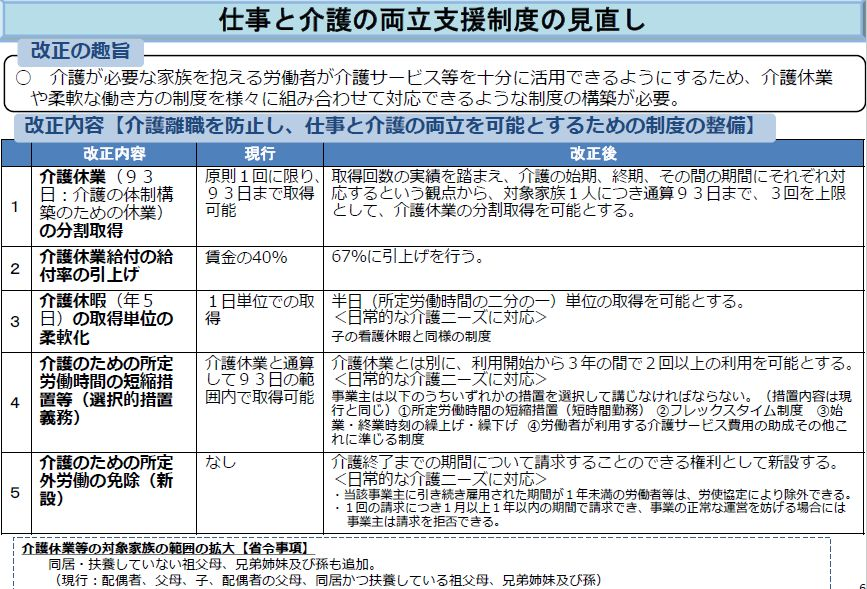 仕事と介護の両立支援制度の見直し
改正の趣旨
○　介護が必要な家族を抱える労働者が介護サービス等を十分に活用できるようにするため、介護休業
や柔軟な働き方の制度を様々に組み合わせて対応できるような制度の構築が必要。
改正内容【介護離職を防止し、仕事と介護の両立を可能とするための制度の整備】
改正内容
現行
改正後
1
介護休業（９３
日：介護の体制構
築のための休業）
の分割取得
原則１回に限り、
９３日まで取得
可能
取得回数の実績を踏まえ、介護の始期、終期、その間の期間にそれぞれ対
応するという観点から、対象家族１人につき通算９３日まで、３回を上限
として、介護休業の分割取得を可能とする。
2
介護休業給付の給
付率の引上げ
賃金の40%
67%に引上げを行う。
3
介護休暇（年５
日）の取得単位の
柔軟化
１日単位での取
得
半日（所定労働時間の二分の一）単位の取得を可能とする。
＜日常的な介護ニーズに対応＞
子の看護休暇と同様の制度
4
介護のための所定
労働時間の短縮措
置等（選択的措置
義務）
介護休業と通算
して９３日の範
囲内で取得可能
介護休業とは別に、利用開始から３年の間で２回以上の利用を可能とする。
＜日常的な介護ニーズに対応＞
事業主は以下のうちいずれかの措置を選択して講じなければならない。（措置内容は現
行と同じ）①所定労働時間の短縮措置（短時間勤務）②フレックスタイム制度　③始
業・終業時刻の繰上げ・繰下げ　④労働者が利用する介護サービス費用の助成その他こ
れに準じる制度
5
介護のための所定
外労働の免除（新
設）
なし
介護終了までの期間について請求することのできる権利として新設する。
＜日常的な介護ニーズに対応＞
・当該事業主に引き続き雇用された期間が１年未満の労働者等は、労使協定により除外できる。
・１回の請求につき１月以上１年以内の期間で請求でき、事業の正常な運営を妨げる場合には
事業主は請求を拒否できる。
介護休業等の対象家族の範囲の拡大【省令事項】
同居・扶養していない祖父母、兄弟姉妹及び孫も追加。
（現行：配偶者、父母、子、配偶者の父母、同居かつ扶養している祖父母、兄弟姉妹及び孫）
6